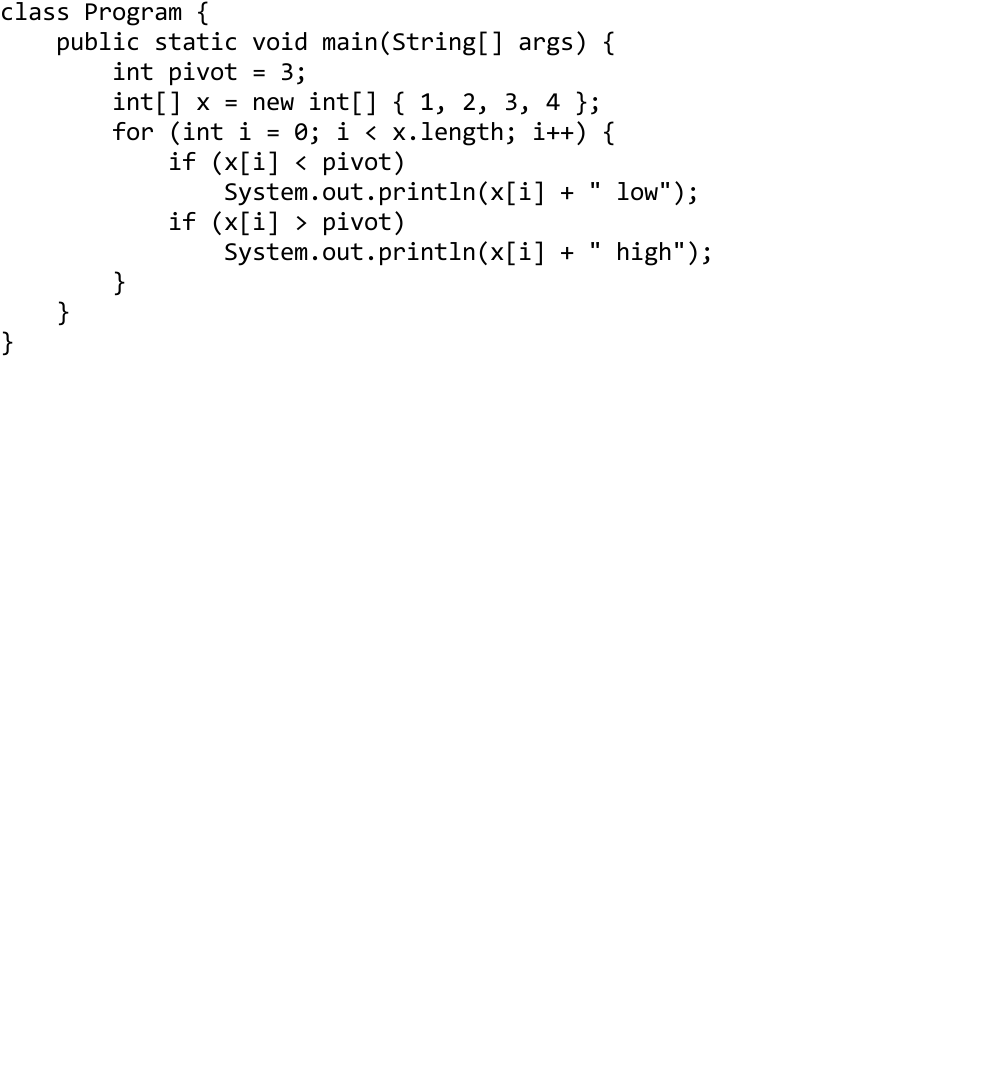 class Program {
    public static void main(String[] args) {
        int pivot = 3;
        int[] x = new int[] { 1, 2, 3, 4 };
        for (int i = 0; i < x.length; i++) {
            if (x[i] < pivot)
                System.out.println(x[i] + " low");
            if (x[i] > pivot)
                System.out.println(x[i] + " high");
        }
    }
}